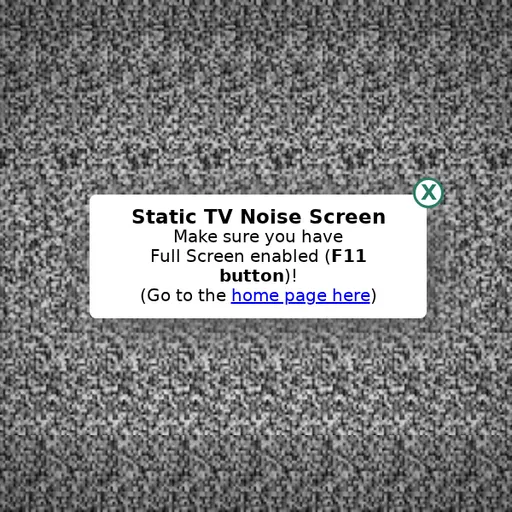 X
Static TV Noise Screen
Make sure you have
Full Screen enabled (F11
button)!
(Go to the home page here)